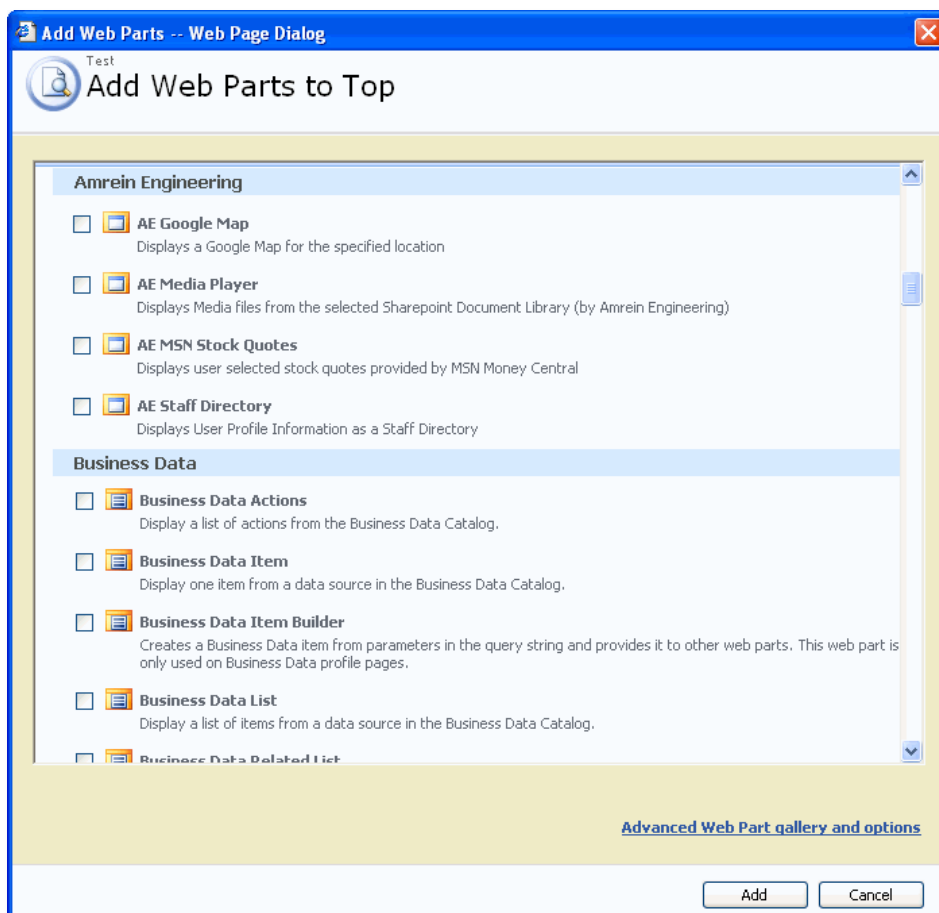 Add Web Parts -- Web Page Dialog
Test
Add Web Parts to Top
Amrein Engineering
AE Google Map
Displays a Google Map for the specified location
AE Media Player
Displays Media files from the selected Sharepoint Document Library (by Amrein Engineering)
AE MSN Stock Quotes
Displays user selected stock quotes provided by MSN Money Central
AE Staff Directory
Displays User Profile Information as a Staff Directory
Business Data
Business Data Actions
Display a list of actions from the Business Data Catalog.
Business Data Item
Display one item from a data source in the Business Data Catalog.
Business Data Item Builder
Creates a Business Data item from parameters in the query string and provides it to other web parts. This web part is
only used on Business Data profile pages.
Business Data List
Display a list of items from a data source in the Business Data Catalog.
Business Data Related List
Advanced Web Part gallery and options
Add
Cancel